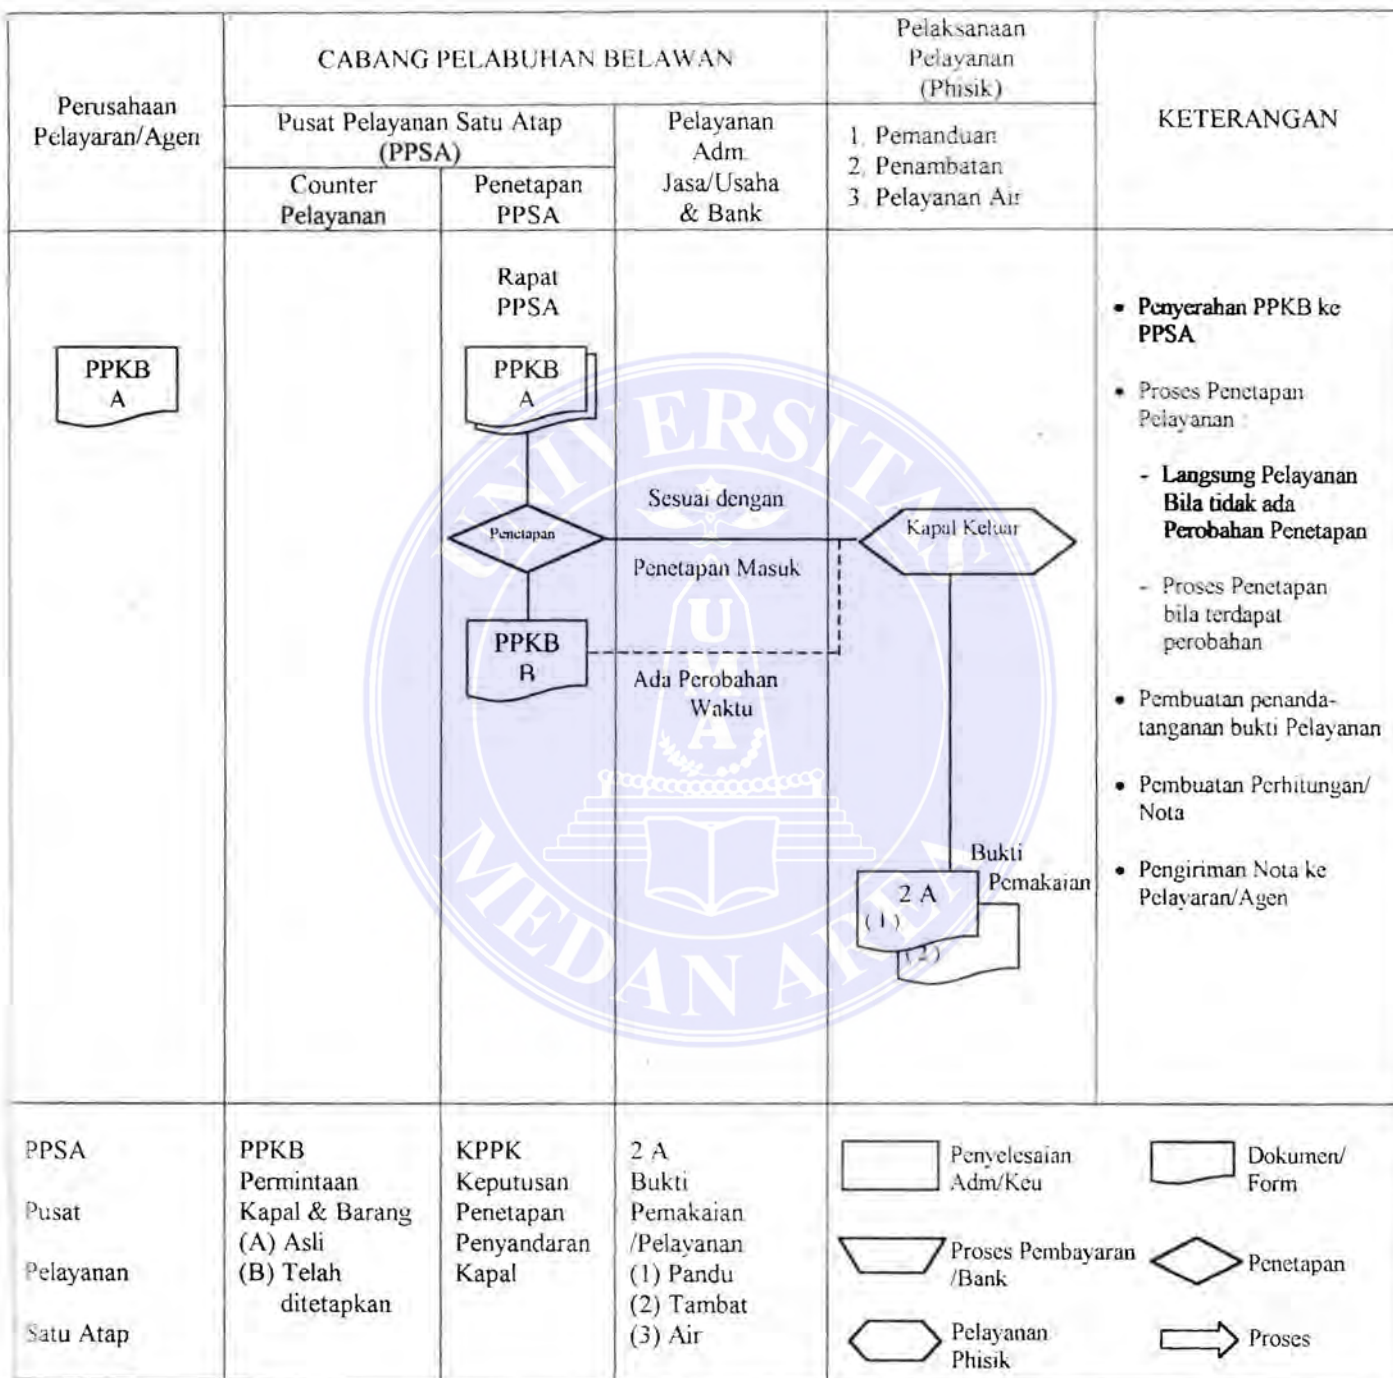 Perusahaan
Pelayaran/Agen
CABANG PELABUHAN BELAWAN
Pusat Pelayanan Satu Atap
(PPSA)
Counter
Pelayanan
Penetapan
PPSA
Pelayanan
Adm.
Jasa/Usaha
& Bank
Pelaksanaan
Pelayanan
(Phisik)
1. Pemanduan
2. Penambatan
3. Pelayanan Air
KETERANGAN
PPKB
A
Rapat
PPSA
PPKB
A
Penetapan
PPKB
B
Sesuai dengan
Penetapan Masuk
Ada Perobahan
Waktu
Kapal Keluar
Bukti
Pemakaian
2 A
(1)
(2)
• Penyerahan PPKB ke
PPSA
• Proses Penetapan
Pelayanan
- Langsung Pelayanan
Bila tidak ada
Perobahan Penetapan
- Proses Penetapan
bila terdapat
perobahan
• Pembuatan penanda-
tanganan bukti Pelayanan
• Pembuatan Perhitungan/
Nota
• Pengiriman Nota ke
Pelayaran/Agen
UNIVERSITAS
UMA
MEDAN AREA
PPSA
Pusat
Pelayanan
Satu Atap
PPKB
Permintaan
Kapal & Barang
(A) Asli
(B) Telah
ditetapkan
KPPK
Keputusan
Penetapan
Penyandaran
Kapal
2 A
Bukti
Pemakaian
/Pelayanan
(1) Pandu
(2) Tambat
(3) Air
Penyelesaian
Adm/Keu
Dokumen/
Form
Proses Pembayaran
/Bank
Penetapan
Pelayanan
Phisik
Proses